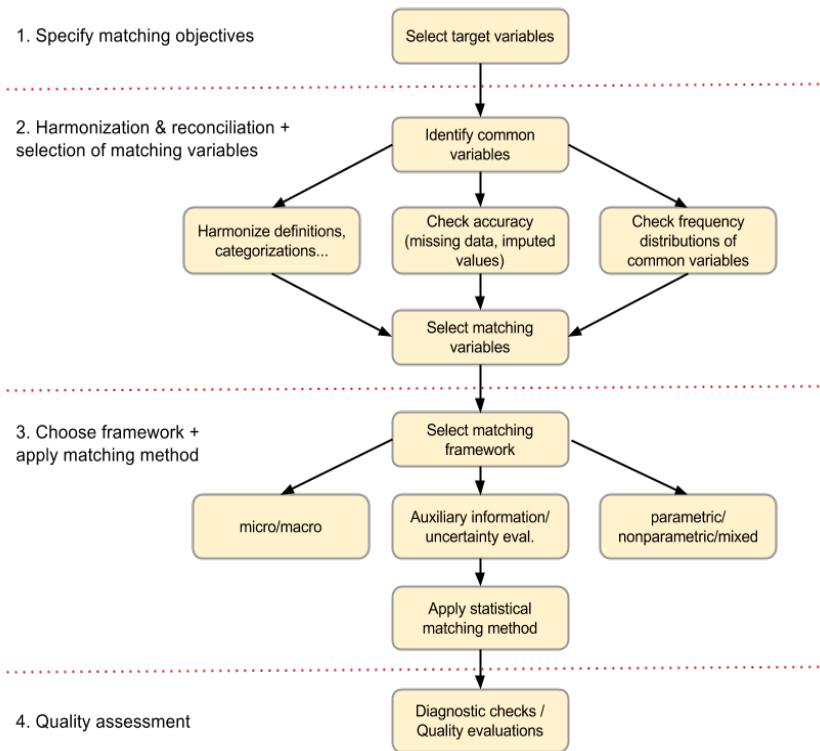 1. Specify matching objectives
Select target variables
2. Harmonization & reconciliation +
selection of matching variables
Identify common
variables
Harmonize definitions,
categorizations...
Check accuracy
(missing data, imputed
values)
Check frequency
distributions of
common variables
Select matching
variables
3. Choose framework +
apply matching method
Select matching
framework
micro/macro
Auxiliary information/
uncertainty eval.
parametric/
nonparametric/mixed
Apply statistical
matching method
4. Quality assessment
Diagnostic checks /
Quality evaluations